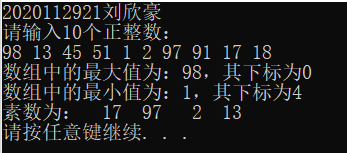 2020112921刘欣豪
请输入10个正整数:
98 13 45 51 1 2 97 91 17 18
数组中的最大值为: 98, 其下标为0
数组中的最小值为: 1, 其下标为4
素数为:   17  97   2  13
请按任意键继续. . .